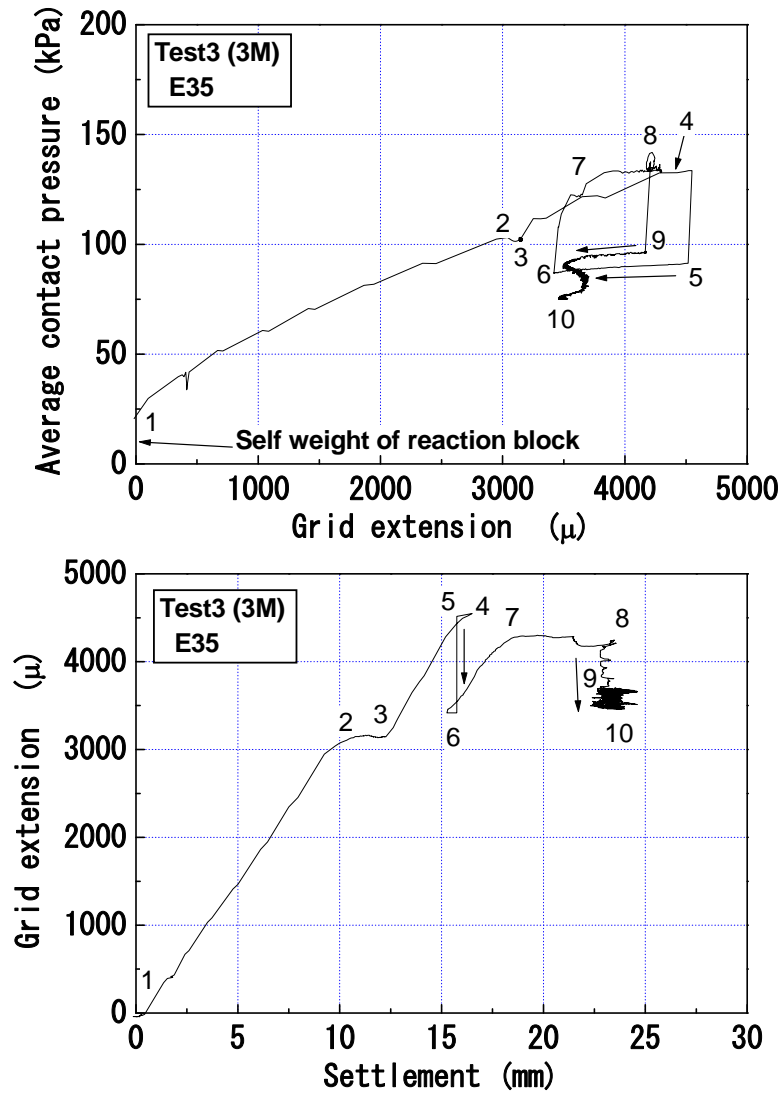 200
150
100
50
0
Average contact pressure (kPa)
Test3 (3M)
E35
1
2
3
4
5
6
7
8
9
10
Self weight of reaction block
0 1000 2000 3000 4000 5000
Grid extension (μ)
5000
4000
3000
2000
1000
0
Grid extension (μ)
Test3 (3M)
E35
1
2
3
4
5
6
7
8
9
10
0 5 10 15 20 25 30
Settlement (mm)